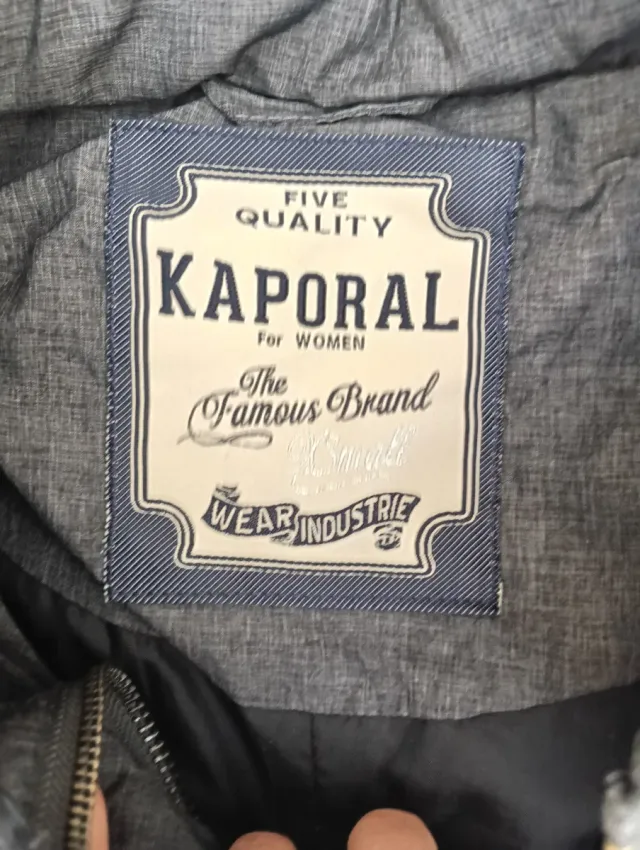 FIVE
QUALITY
KAPORAL
For WOMEN
The
Famous Brand
WEAR INDUSTRIE